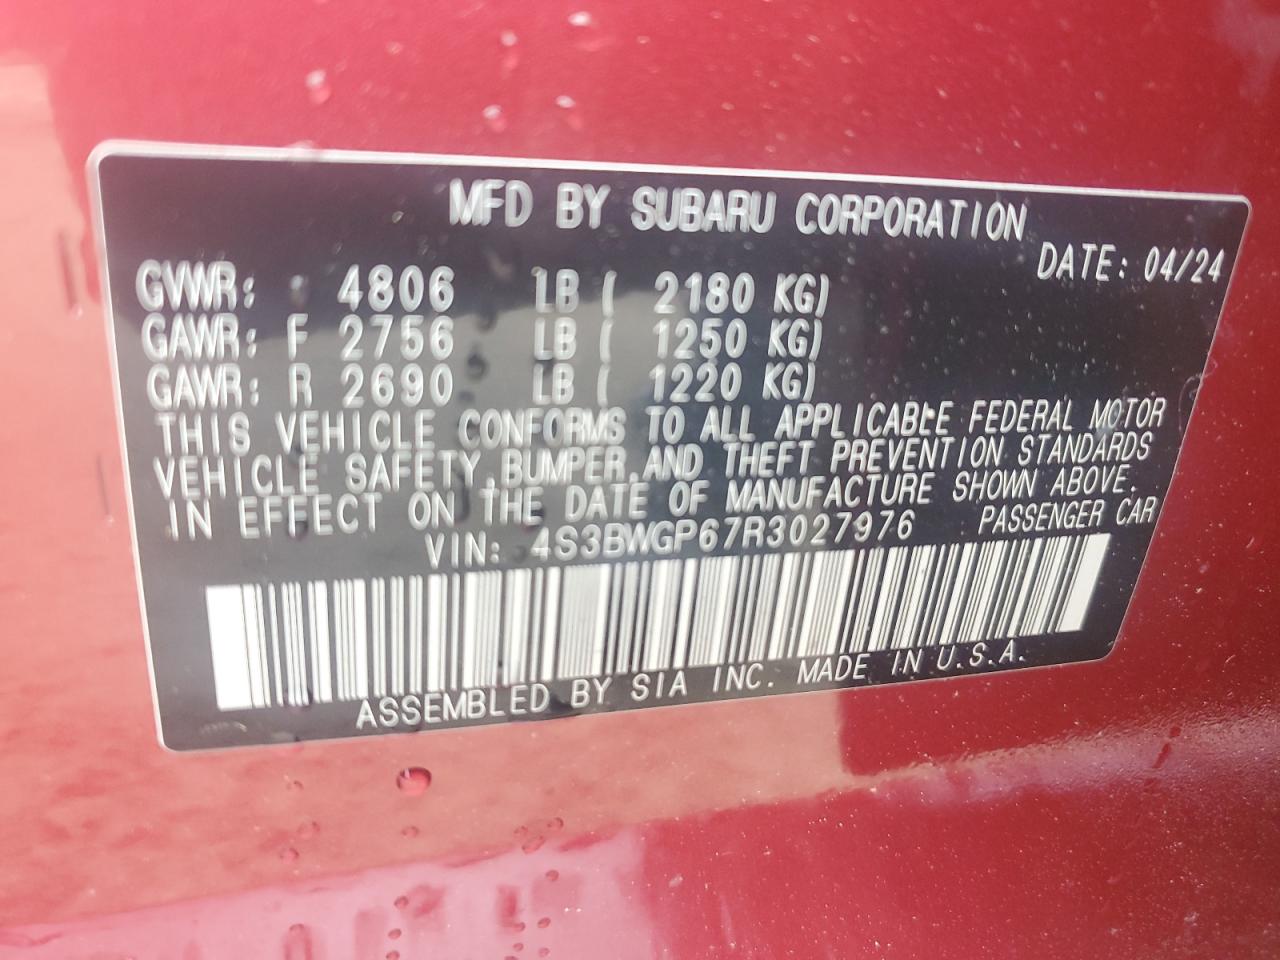 MFD BY SUBARU CORPORATION
DATE: 04/24
GVWR: 4806 LB ( 2180 KG)
GAWR: F 2756 LB ( 1250 KG)
GAWR: R 2690 LB ( 1220 KG)
THIS VEHICLE CONFORMS TO ALL APPLICABLE FEDERAL MOTOR
VEHICLE SAFETY,BUMPER,AND THEFT PREVENTION STANDARDS
IN EFFECT ON THE DATE OF MANUFACTURE SHOWN ABOVE.
VIN: 4S3BWGP67R3027976 PASSENGER CAR
ASSEMBLED BY SIA INC. MADE IN U.S.A.